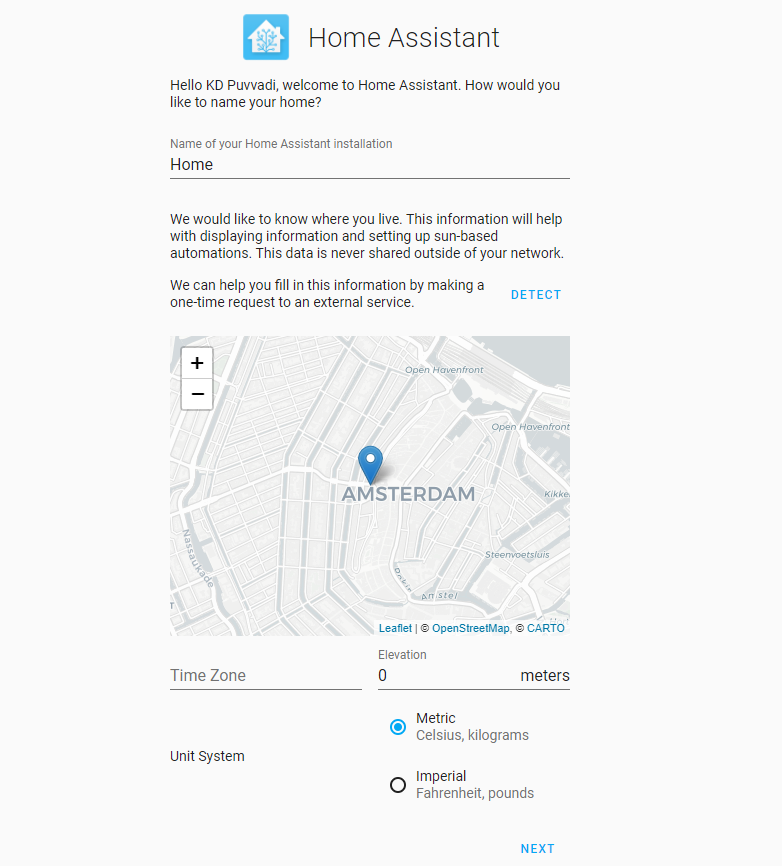 Home Assistant
Hello KD Puvvadi, welcome to Home Assistant. How would you
like to name your home?
Name of your Home Assistant installation
Home
We would like to know where you live. This information will help
with displaying information and setting up sun-based
automations. This data is never shared outside of your network.
We can help you fill in this information by making a
one-time request to an external service.
DETECT
+
−
Open Havenfront
Open Havenfront
AMSTERDAM
Kikke
Nassaukade
Steenvoetsluis
Amstel
Leaflet | © OpenStreetMap, © CARTO
Elevation
Time Zone
0 meters
Unit System
Metric
Celsius, kilograms
Imperial
Fahrenheit, pounds
NEXT